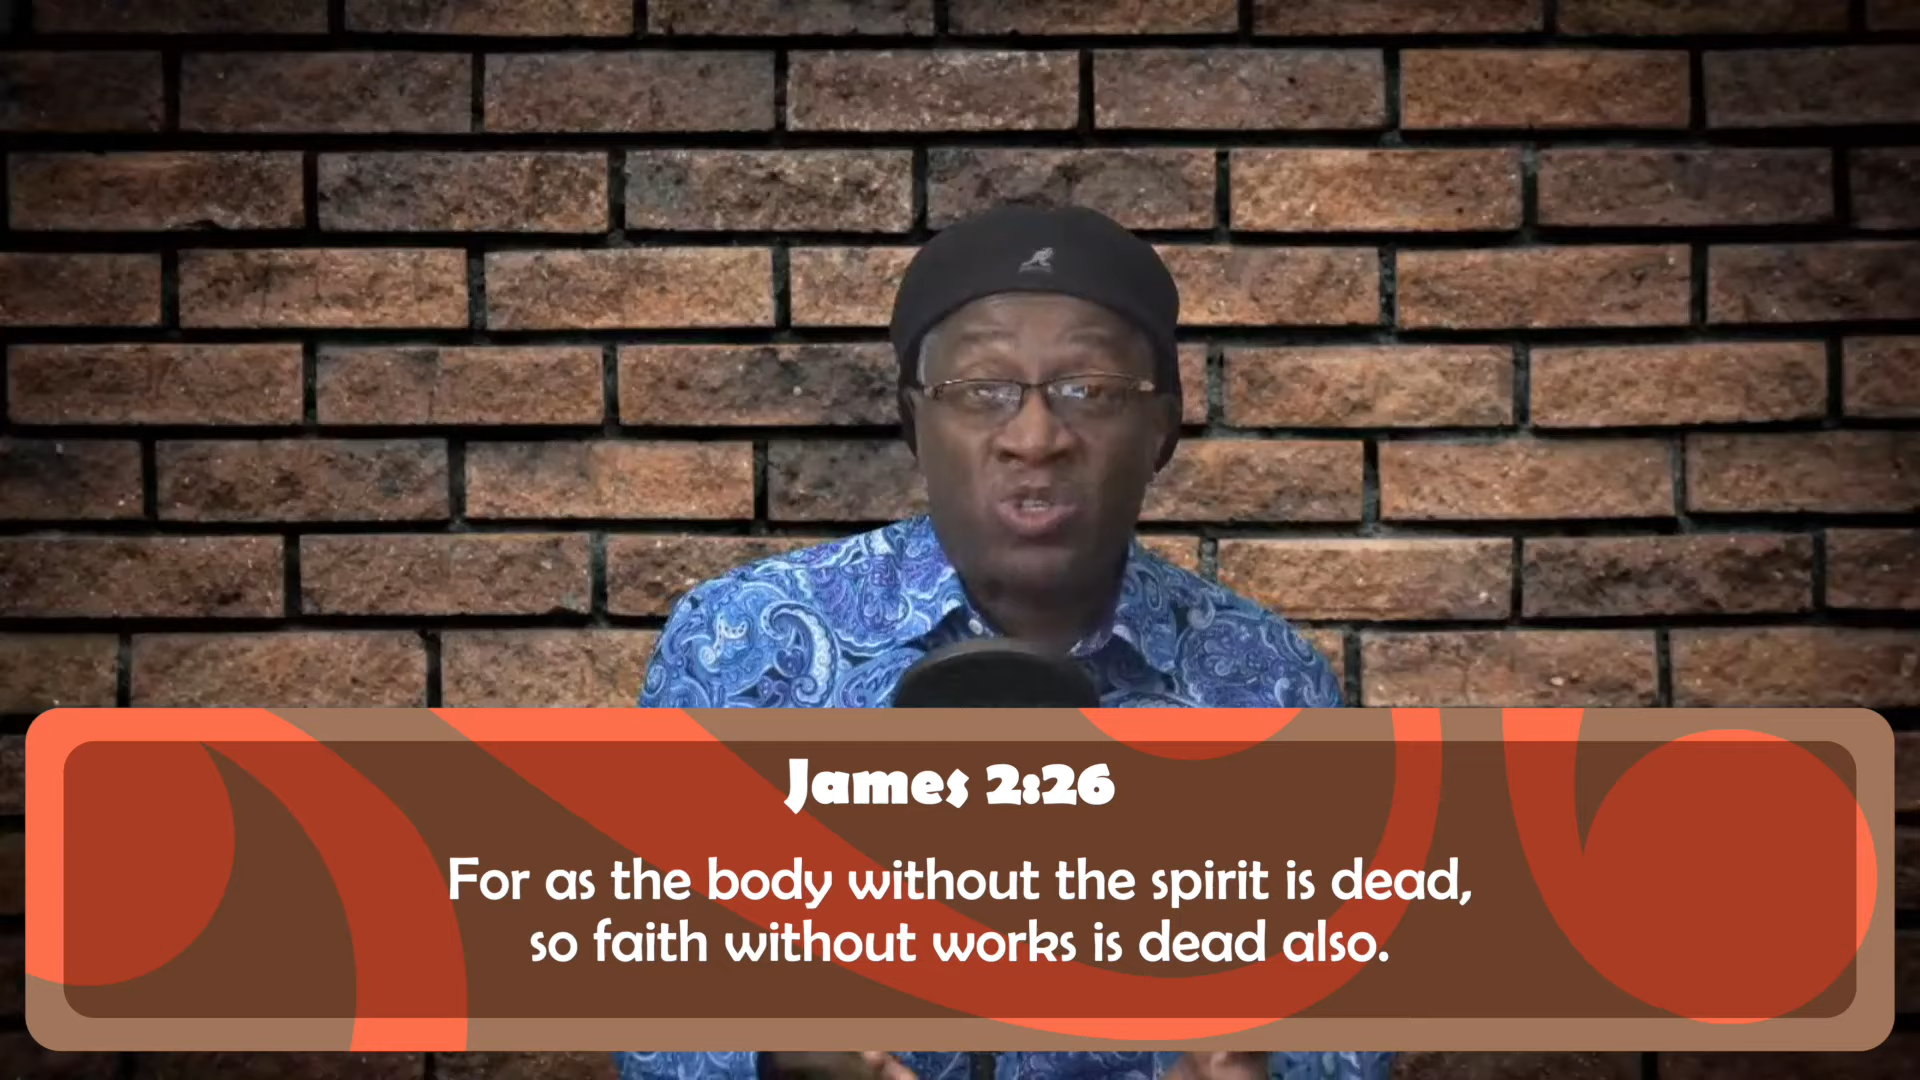 James 2:26
For as the body without the spirit is dead,
so faith without works is dead also.